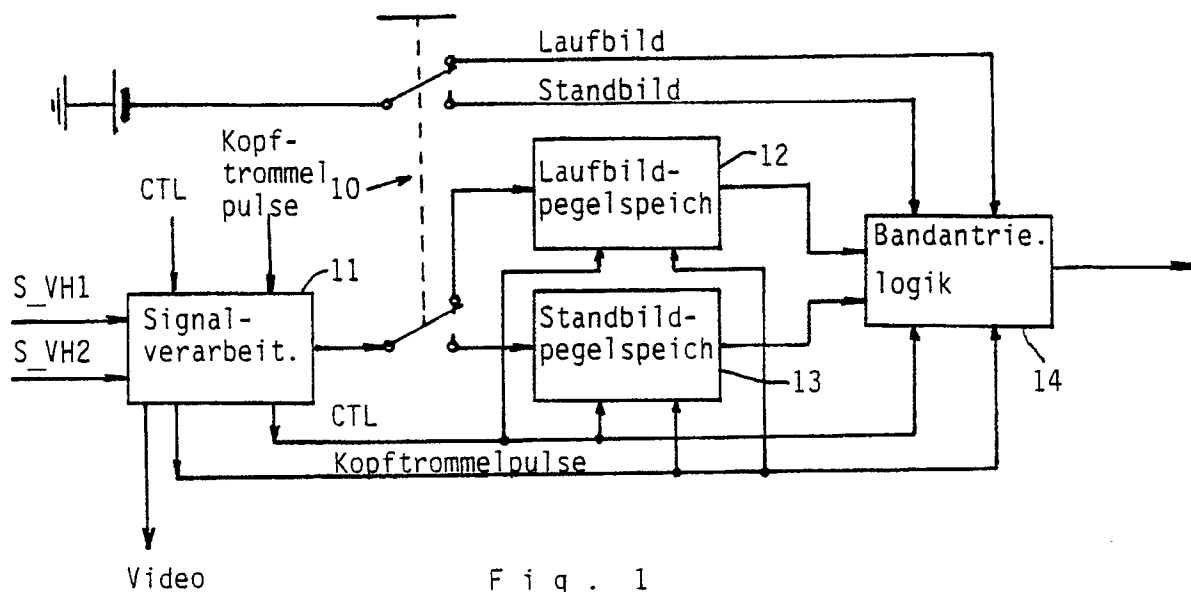 Laufbild
Standbild
Kopf-
trommel
pulse
10
CTL
12
Laufbild-
pegelspeich
Bandantrie.
logik
11
S_VH1
S_VH2
Signal-
verarbeit.
Standbild-
pegelspeich
13
14
CTL
Kopftrommelpulse
Video
Fig. 1